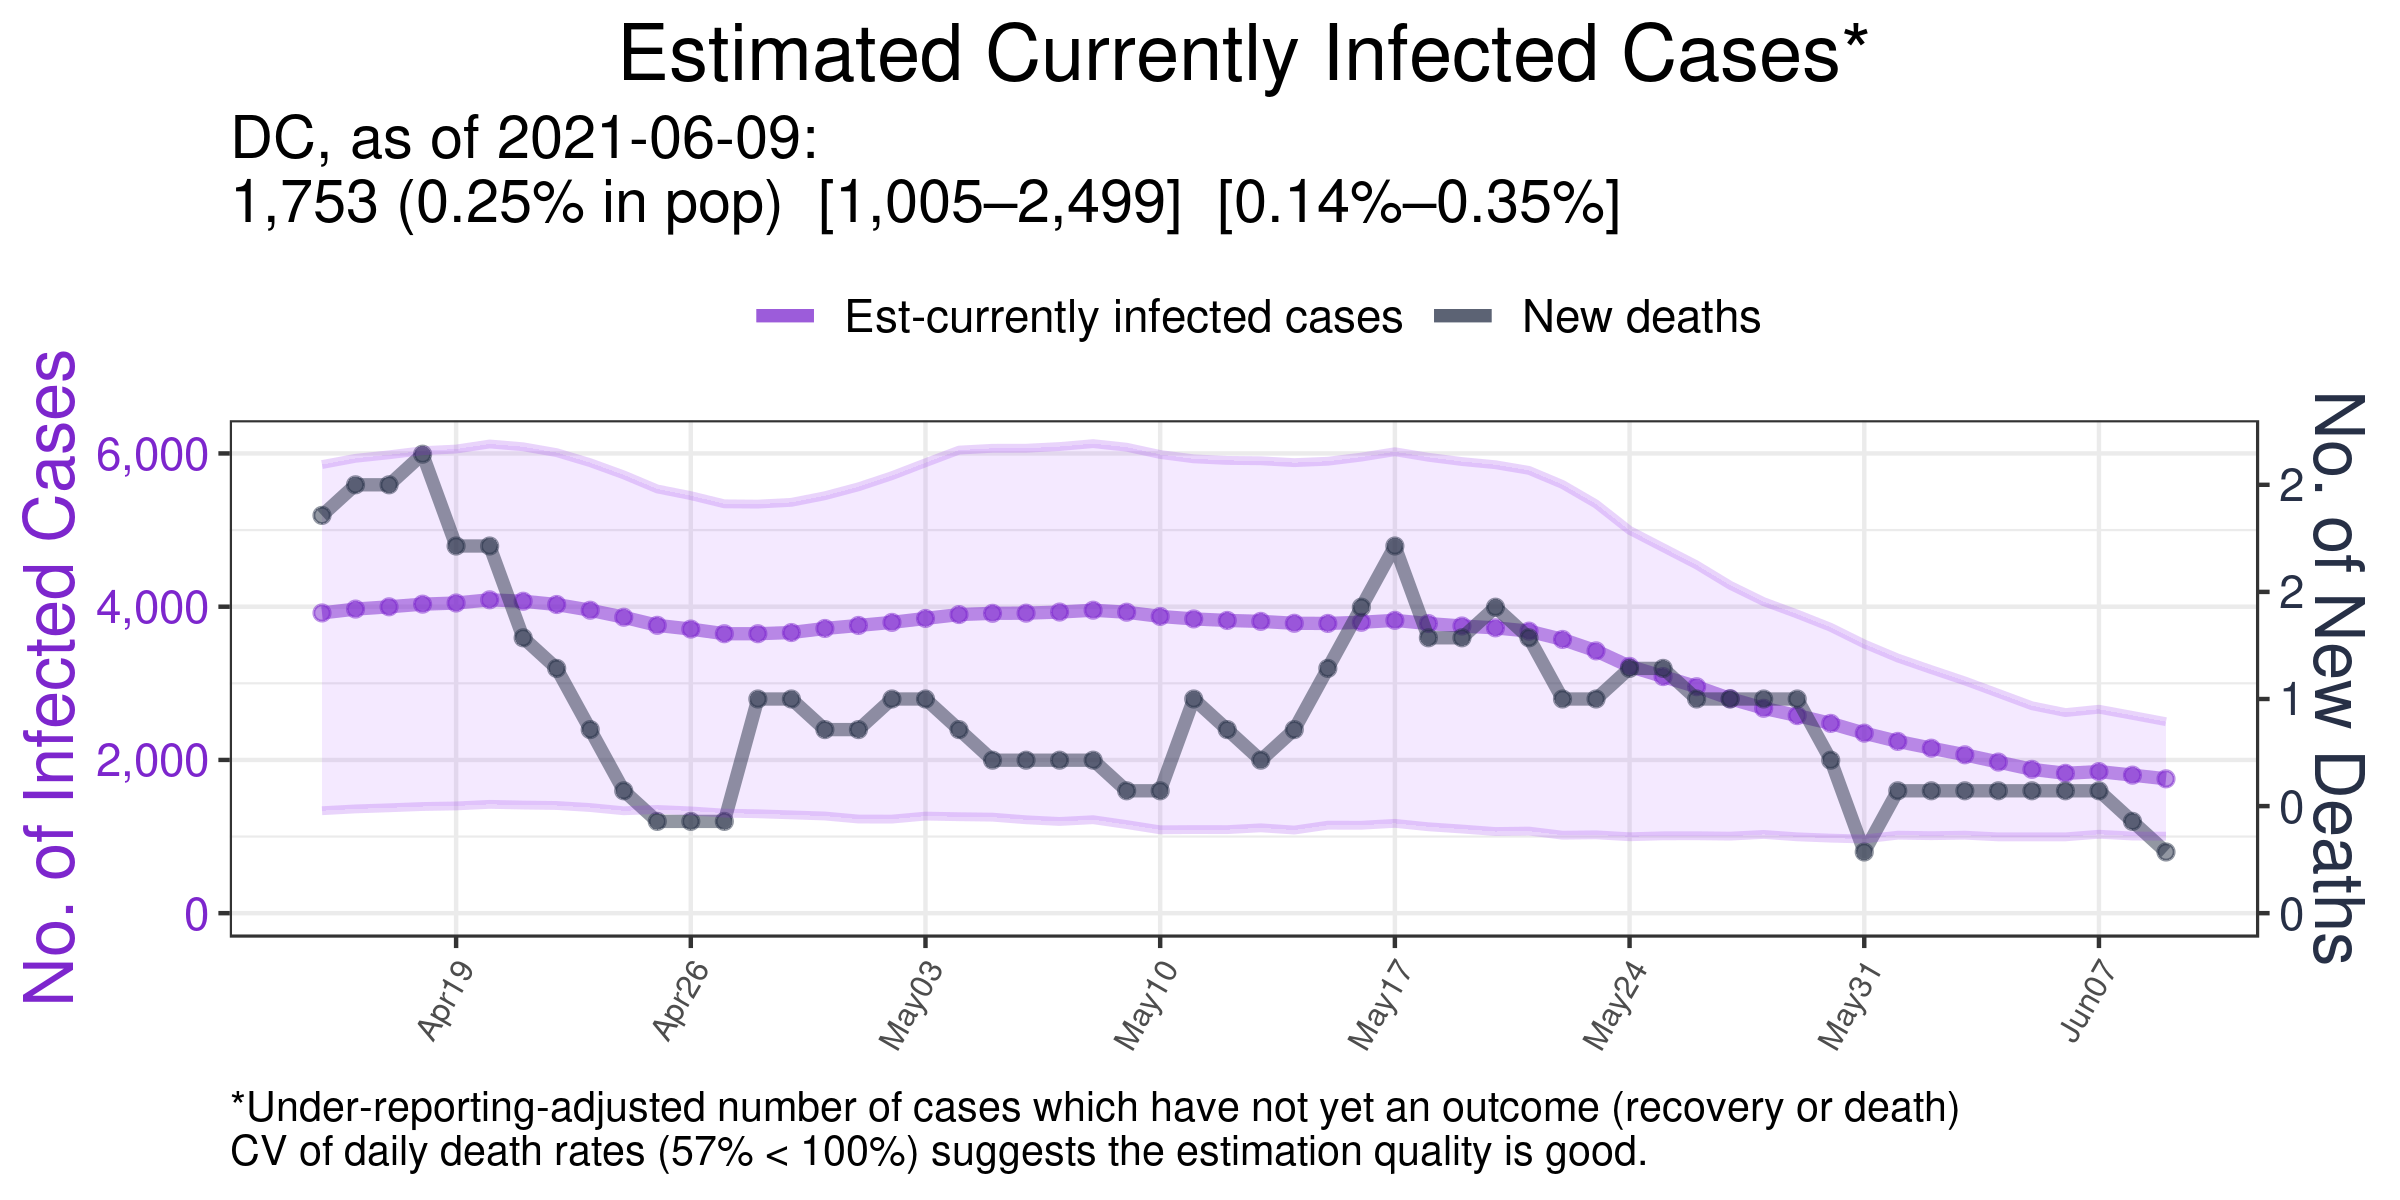 Estimated Currently Infected Cases*
DC, as of 2021-06-09:
1,753 (0.25% in pop)  [1,005–2,499]  [0.14%–0.35%]
Est-currently infected cases
New deaths
No. of Infected Cases
6,000
4,000
2,000
0
No. of New Deaths
2
2
1
0
0
Apr19
Apr26
May03
May10
May17
May24
May31
Jun07
*Under-reporting-adjusted number of cases which have not yet an outcome (recovery or death)
CV of daily death rates (57% < 100%) suggests the estimation quality is good.